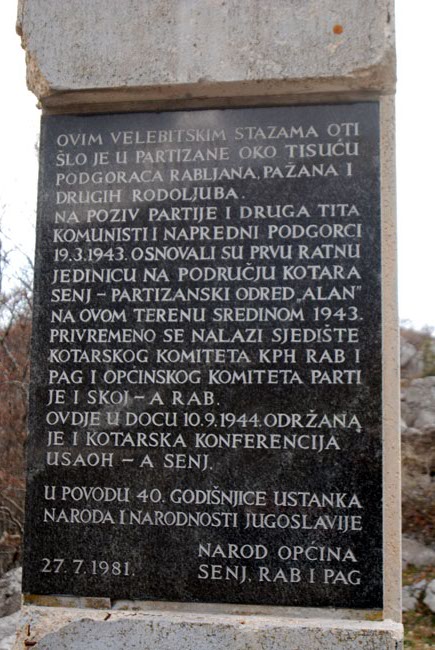 OVIM VELEBITSKIM STAZAMA OTI
ŠLO JE U PARTIZANE OKO TISUĆU
PODGORACA RABLJANA, PAŽANA I
DRUGIH RODOLJUBA.
NA POZIV PARTIJE I DRUGA TITA
KOMUNISTI I NAPREDNI PODGORCI
19.3.1943. OSNOVALI SU PRVU RATNU
JEDINICU NA PODRUČJU KOTARA
SENJ – PARTIZANSKI ODRED „ALAN”
NA OVOM TERENU SREDINOM 1943.
PRIVREMENO SE NALAZI SJEDIŠTE
KOTARSKOG KOMITETA KPH RAB I
PAG I OPĆINSKOG KOMITETA PARTI
JE I SKOJ – A RAB.
OVDJE U DOCU 10.9.1944. ODRŽANA
JE I KOTARSKA KONFERENCIJA
USAOH – A SENJ.
U POVODU 40. GODIŠNJICE USTANKA
NARODA I NARODNOSTI JUGOSLAVIJE
NAROD OPĆINA
27.7.1981. SENJ, RAB I PAG